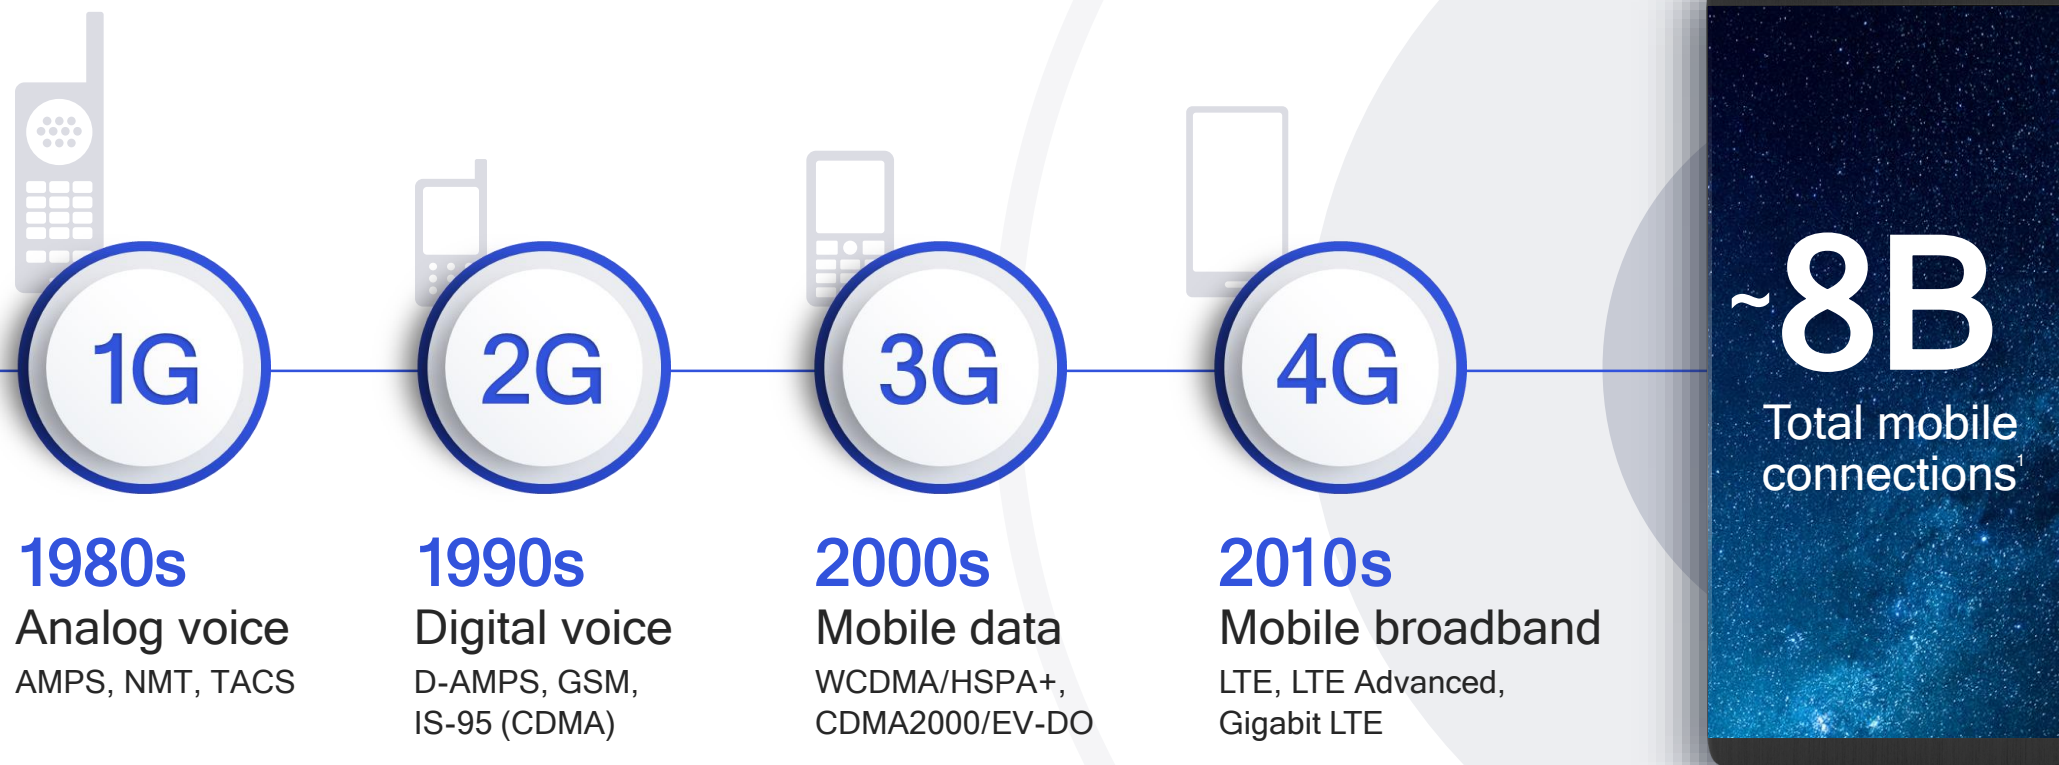 1G
1980s
Analog voice
AMPS, NMT, TACS
2G
1990s
Digital voice
D-AMPS, GSM,
IS-95 (CDMA)
3G
2000s
Mobile data
WCDMA/HSPA+,
CDMA2000/EV-DO
4G
2010s
Mobile broadband
LTE, LTE Advanced,
Gigabit LTE
~8B
Total mobile
connections¹